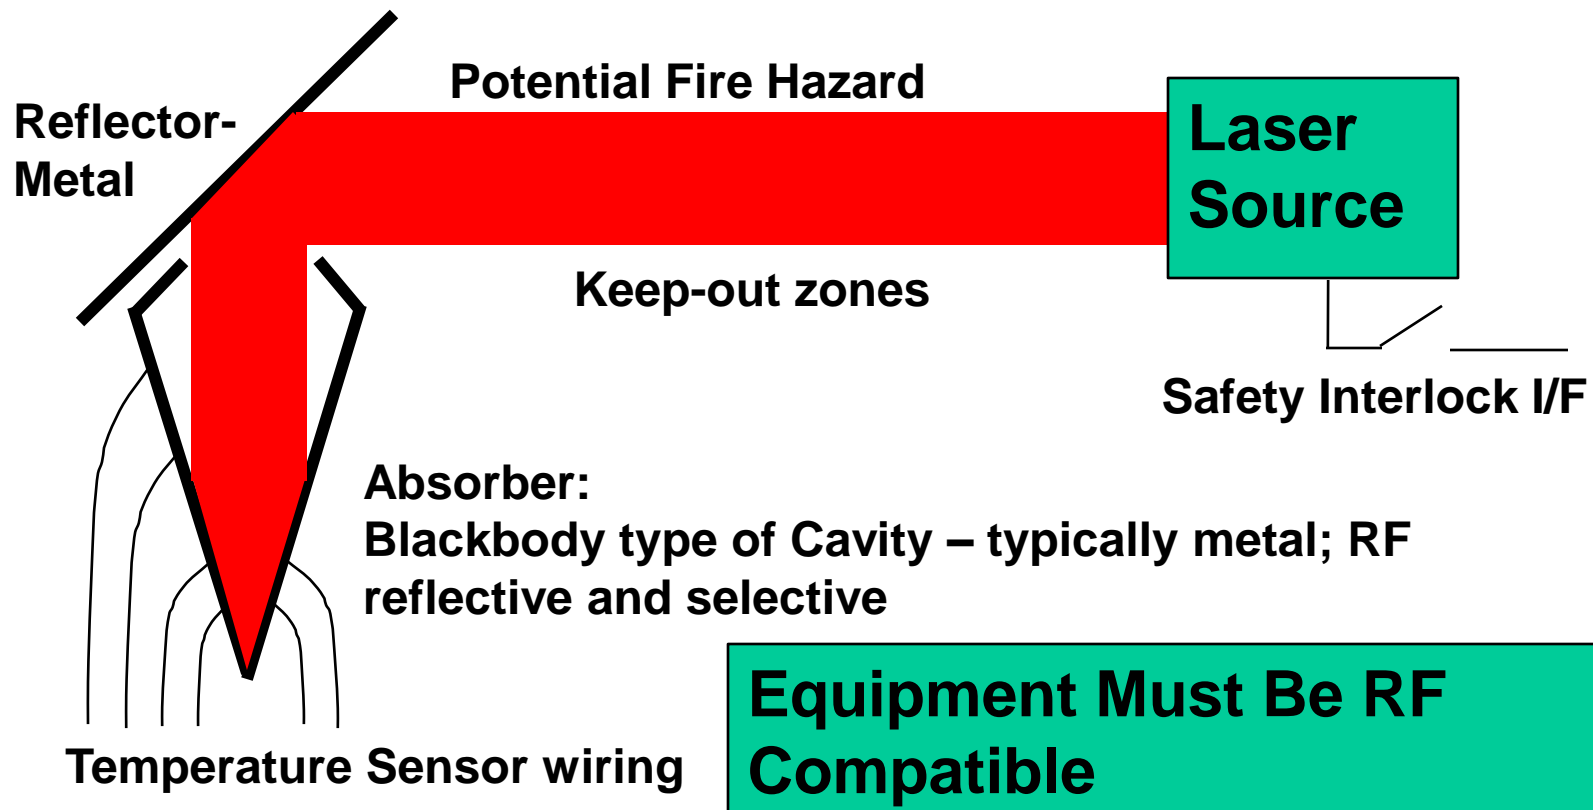 Potential Fire Hazard
Reflector-
Metal
Laser
Source
Keep-out zones
Safety Interlock I/F
Absorber:
Blackbody type of Cavity – typically metal; RF
reflective and selective
Equipment Must Be RF
Compatible
Temperature Sensor wiring